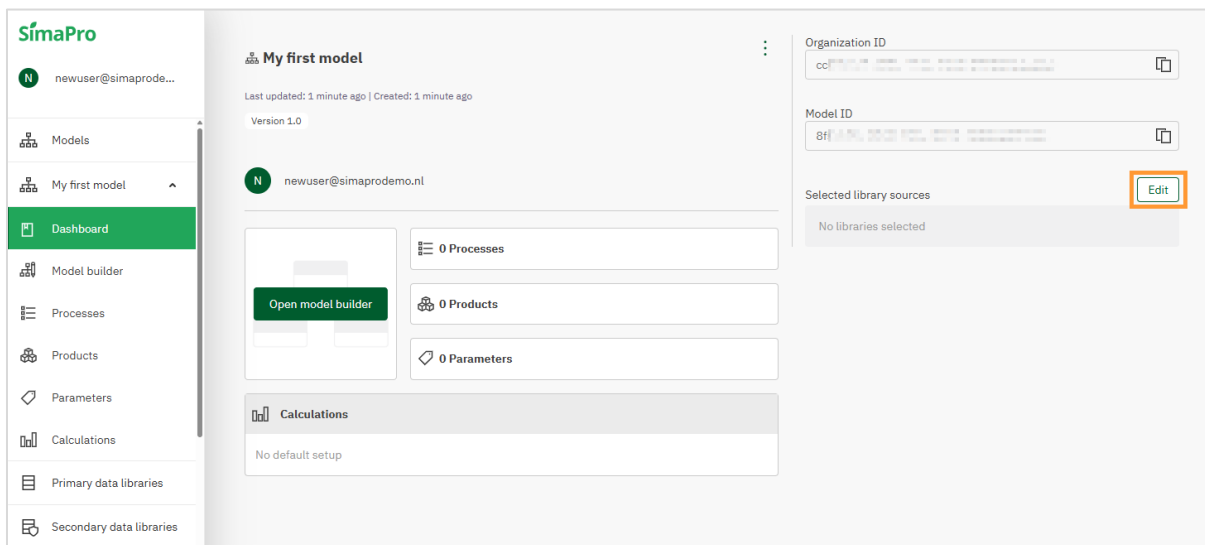 SimaPro
N
newuser@simaprode...
Models
My first model
Dashboard
Model builder
Processes
Products
Parameters
Calculations
Primary data libraries
Secondary data libraries
My first model
Last updated: 1 minute ago | Created: 1 minute ago
Version 1.0
N
newuser@simaprodemo.nl
Open model builder
0 Processes
0 Products
0 Parameters
Calculations
No default setup
Organization ID
Model ID
Selected library sources
Edit
No libraries selected